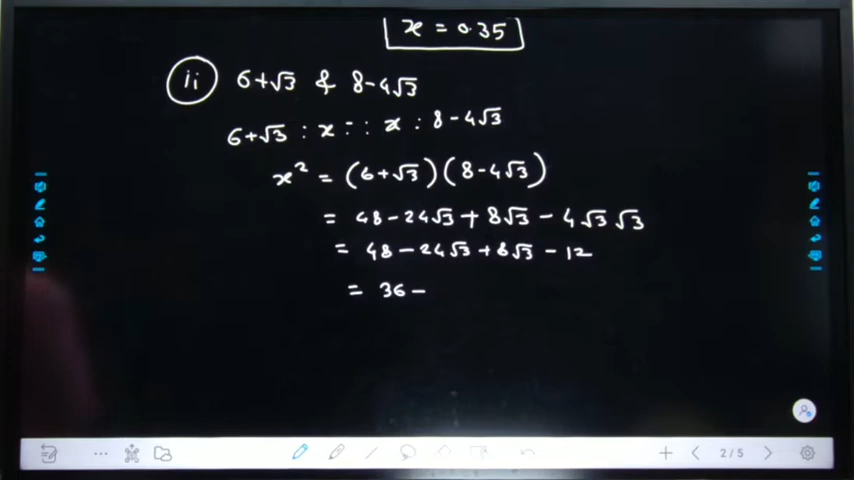 x = 0.35
ii 6+√3 & 8-4√3
6+√3 : x :: x : 8-4√3
x² = (6+√3)(8-4√3)
= 48-24√3+8√3-4√3√3
= 48-24√3+8√3-12
= 36-
2/5